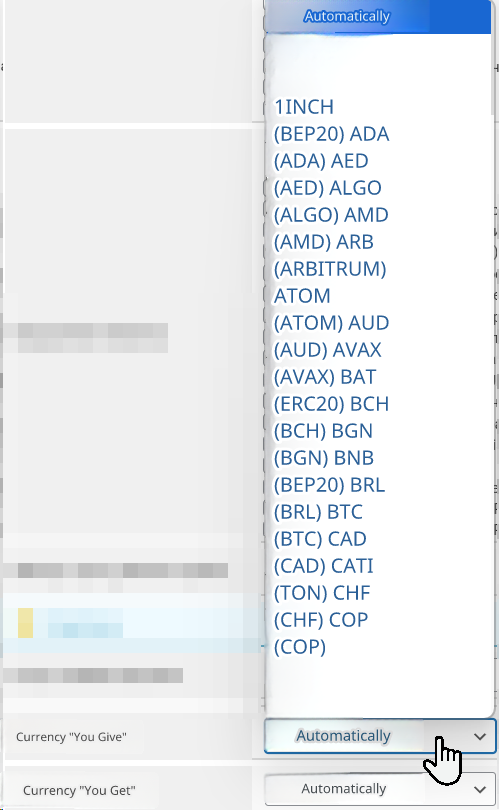 Automatically
1INCH
(BEP20) ADA
(ADA) AED
(AED) ALGO
(ALGO) AMD
(AMD) ARB
(ARBITRUM)
ATOM
(ATOM) AUD
(AUD) AVAX
(AVAX) BAT
(ERC20) BCH
(BCH) BGN
(BGN) BNB
(BEP20) BRL
(BRL) BTC
(BTC) CAD
(CAD) CATI
(TON) CHF
(CHF) COP
(COP)
Currency "You Give" Automatically
Currency "You Get" Automatically